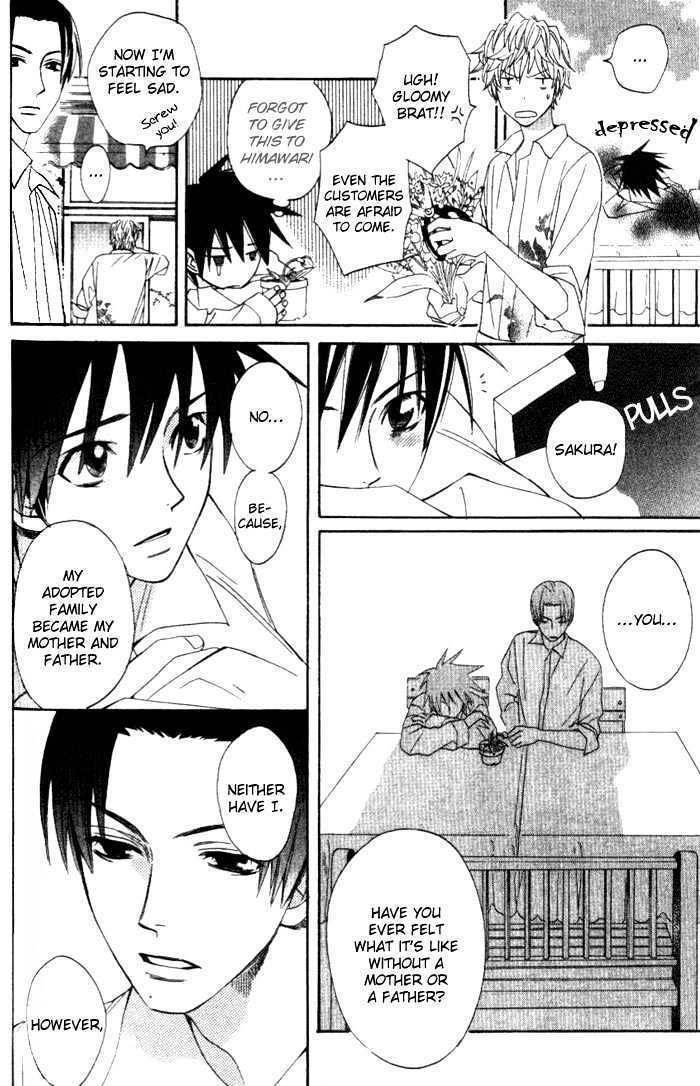 ...
depressed
UGH!
GLOOMY
BRAT!!
EVEN THE
CUSTOMERS
ARE AFRAID
TO COME.
FORGOT
TO GIVE
THIS TO
HIMAWARI
...
NOW I'M
STARTING TO
FEEL SAD.
Screw
you!
...
PULLS
SAKURA!
...YOU...
HAVE YOU
EVER FELT
WHAT IT'S LIKE
WITHOUT A
MOTHER OR
A FATHER?
NO...
BE-
CAUSE,
MY
ADOPTED
FAMILY
BECAME MY
MOTHER AND
FATHER.
NEITHER
HAVE I.
HOWEVER,